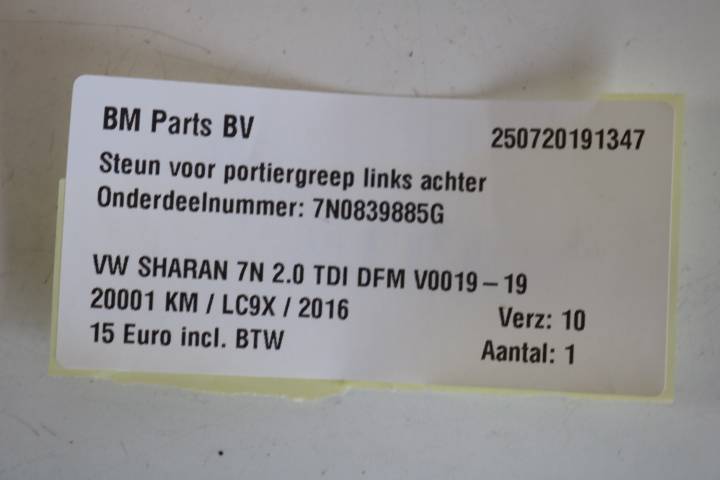 BM Parts BV 250720191347
Steun voor portiergreep links achter
Onderdeelnummer: 7N0839885G
VW SHARAN 7N 2.0 TDI DFM V0019 – 19
20001 KM / LC9X / 2016 Verz: 10
15 Euro incl. BTW Aantal: 1